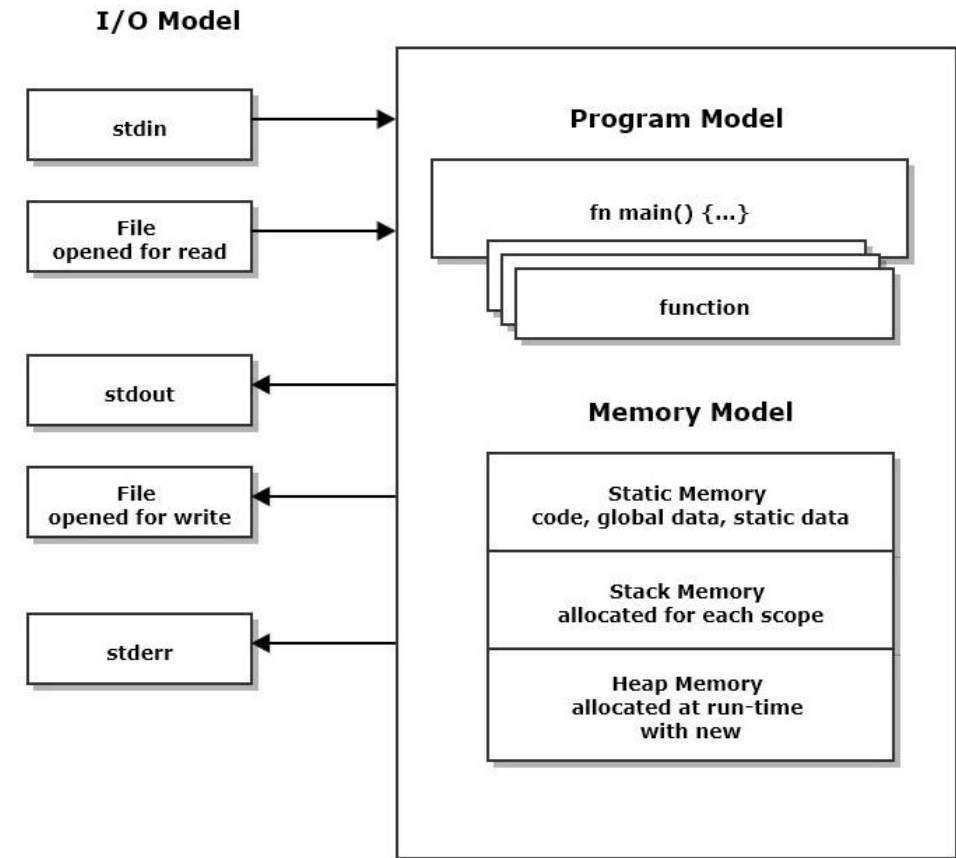 I/O Model
stdin
File
opened for read
stdout
File
opened for write
stderr
Program Model
fn main() {...}
function
Memory Model
Static Memory
code, global data, static data
Stack Memory
allocated for each scope
Heap Memory
allocated at run-time
with new